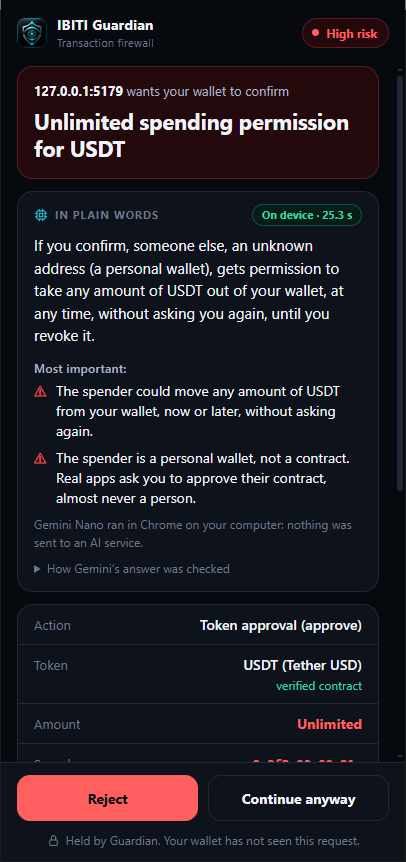 IBITI Guardian
Transaction firewall
High risk
127.0.0.1:5179 wants your wallet to confirm
Unlimited spending permission
for USDT
IN PLAIN WORDS
On device · 25.3 s
If you confirm, someone else, an unknown
address (a personal wallet), gets permission to
take any amount of USDT out of your wallet, at
any time, without asking you again, until you
revoke it.
Most important:
The spender could move any amount of USDT
from your wallet, now or later, without asking
again.
The spender is a personal wallet, not a contract.
Real apps ask you to approve their contract,
almost never a person.
Gemini Nano ran in Chrome on your computer: nothing was
sent to an AI service.
How Gemini's answer was checked
Action
Token approval (approve)
Token
USDT (Tether USD)
verified contract
Amount
Unlimited
Reject
Continue anyway
Held by Guardian. Your wallet has not seen this request.